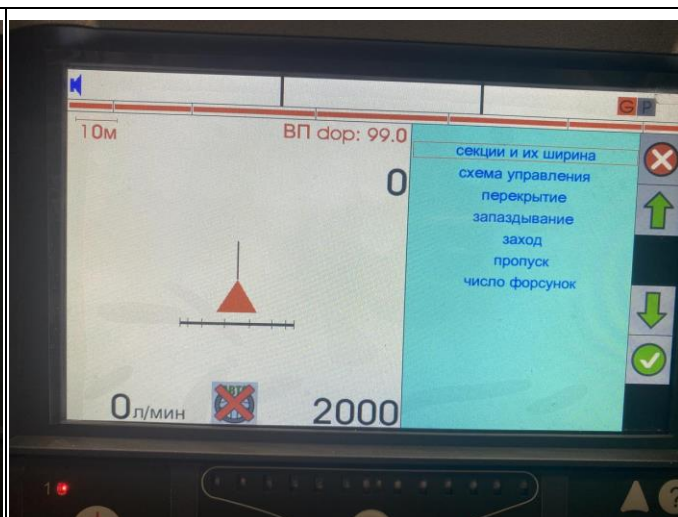 G P
10м
ВП dop: 99.0
0
секции и их ширина
схема управления
перекрытие
запаздывание
заход
пропуск
число форсунок
0 л/мин
2000
1
?